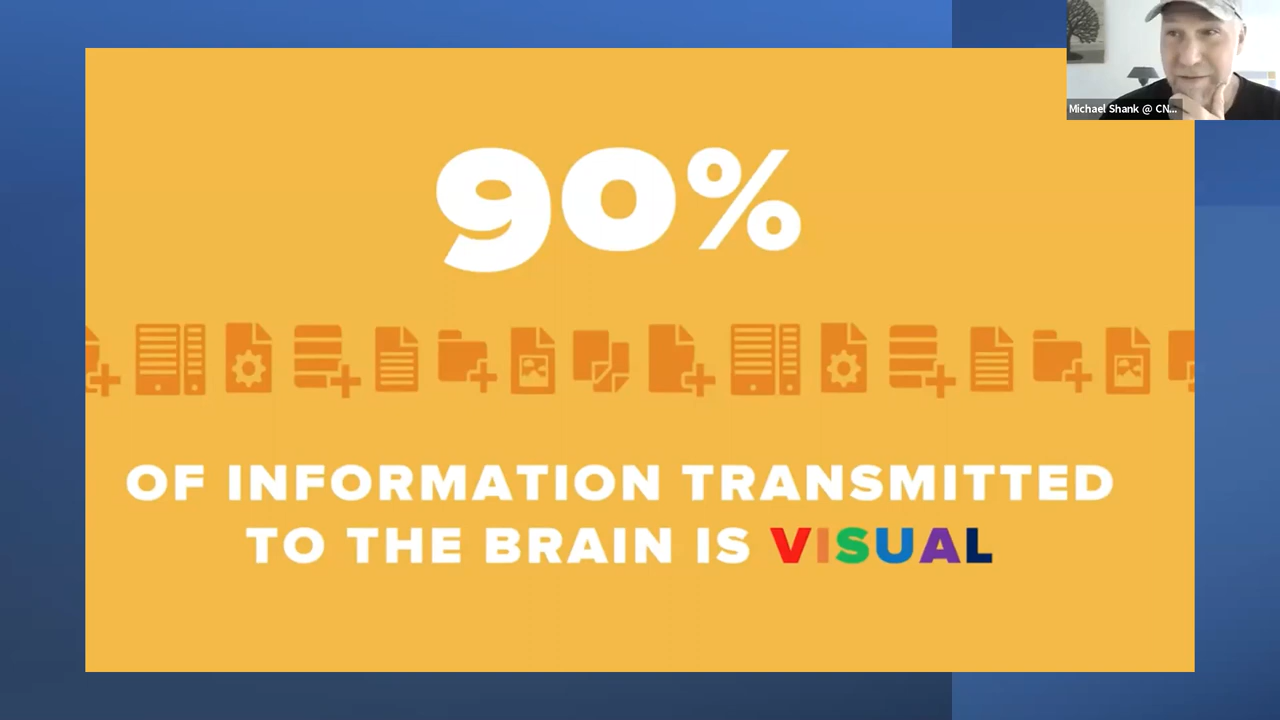 Michael Shank @ CN...
90%
OF INFORMATION TRANSMITTED
TO THE BRAIN IS VISUAL